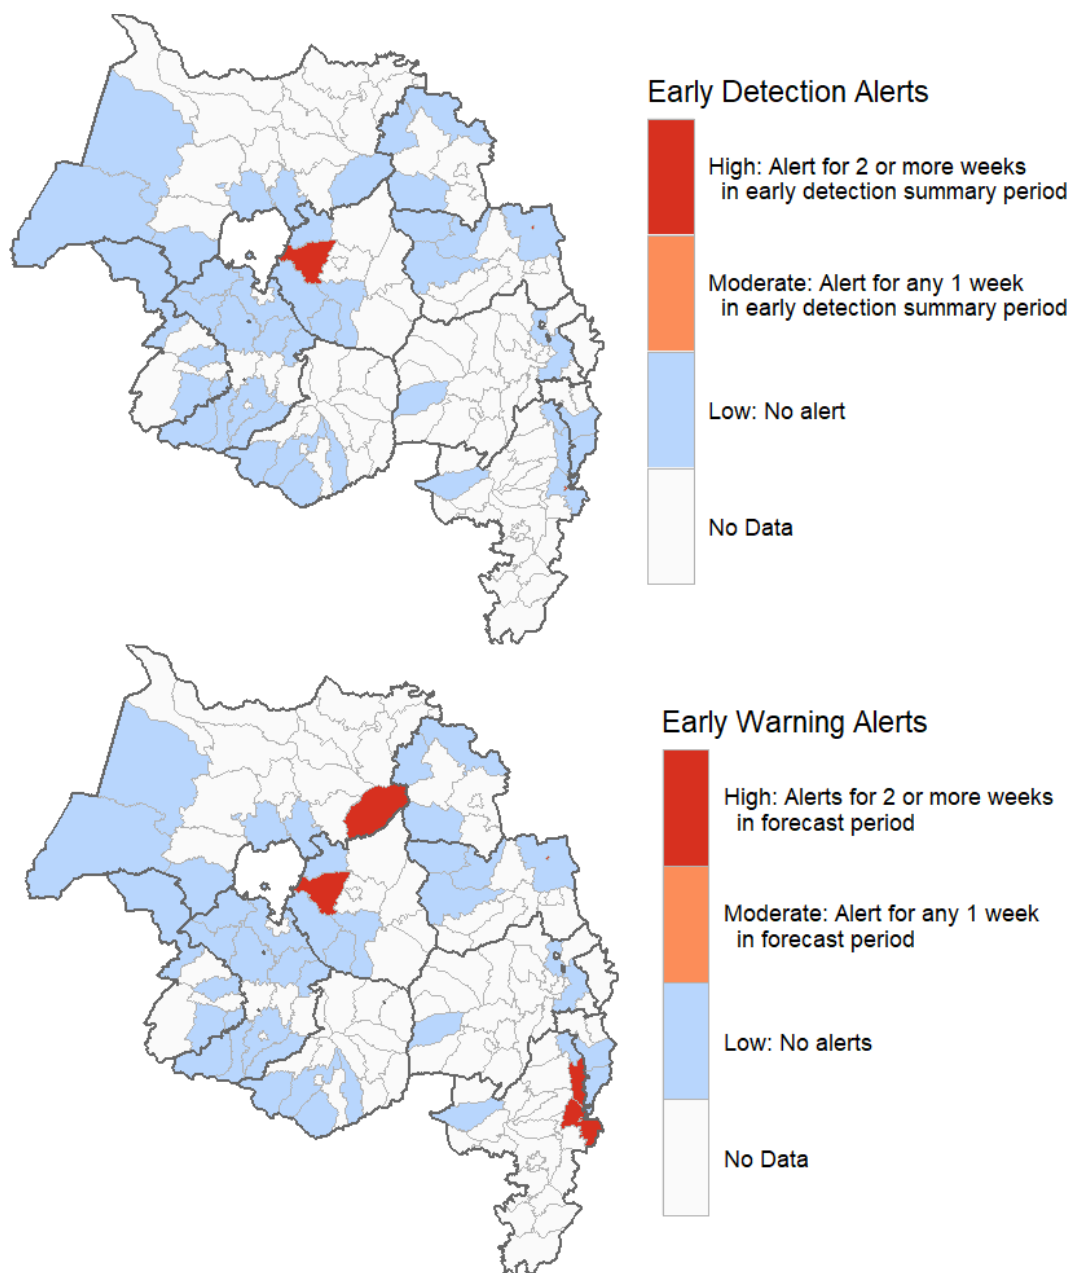 Early Detection Alerts
High: Alert for 2 or more weeks
in early detection summary period
Moderate: Alert for any 1 week
in early detection summary period
Low: No alert
No Data
Early Warning Alerts
High: Alerts for 2 or more weeks
in forecast period
Moderate: Alert for any 1 week
in forecast period
Low: No alerts
No Data